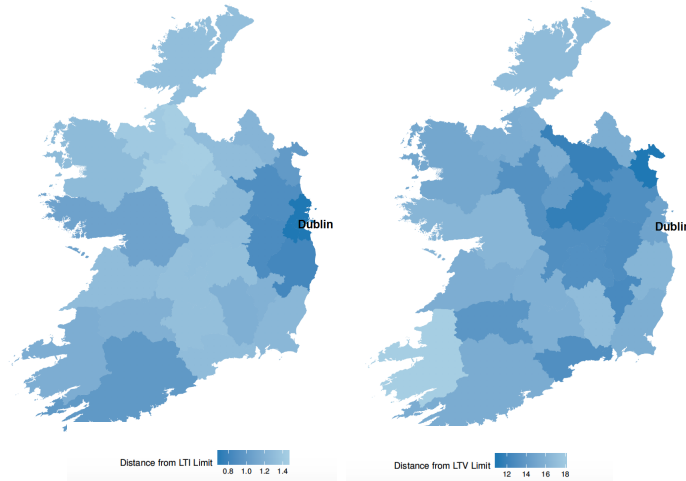 Dublin
Dublin
Distance from LTI Limit
0.8 1.0 1.2 1.4
Distance from LTV Limit
12 14 16 18